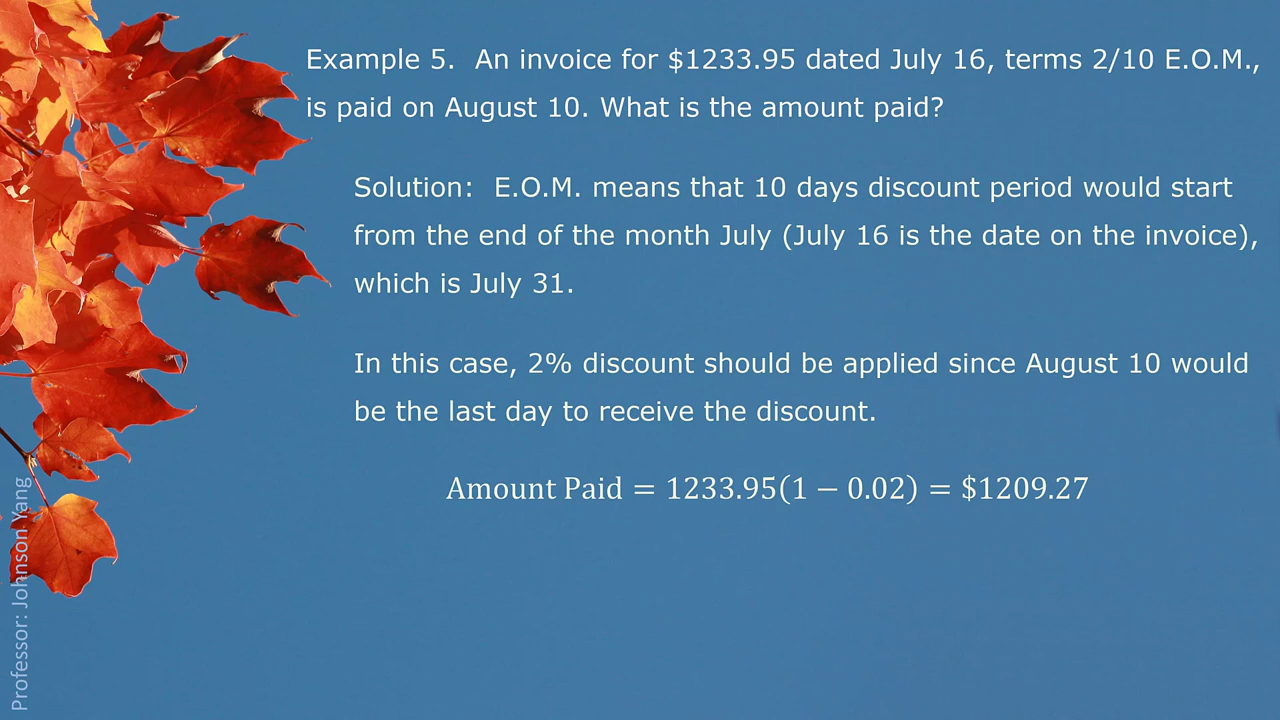 Example 5.  An invoice for $1233.95 dated July 16, terms 2/10 E.O.M.,
is paid on August 10. What is the amount paid?
Solution:  E.O.M. means that 10 days discount period would start
from the end of the month July (July 16 is the date on the invoice),
which is July 31.
In this case, 2% discount should be applied since August 10 would
be the last day to receive the discount.
Amount Paid = 1233.95(1 − 0.02) = $1209.27
Professor: Johnson Yang